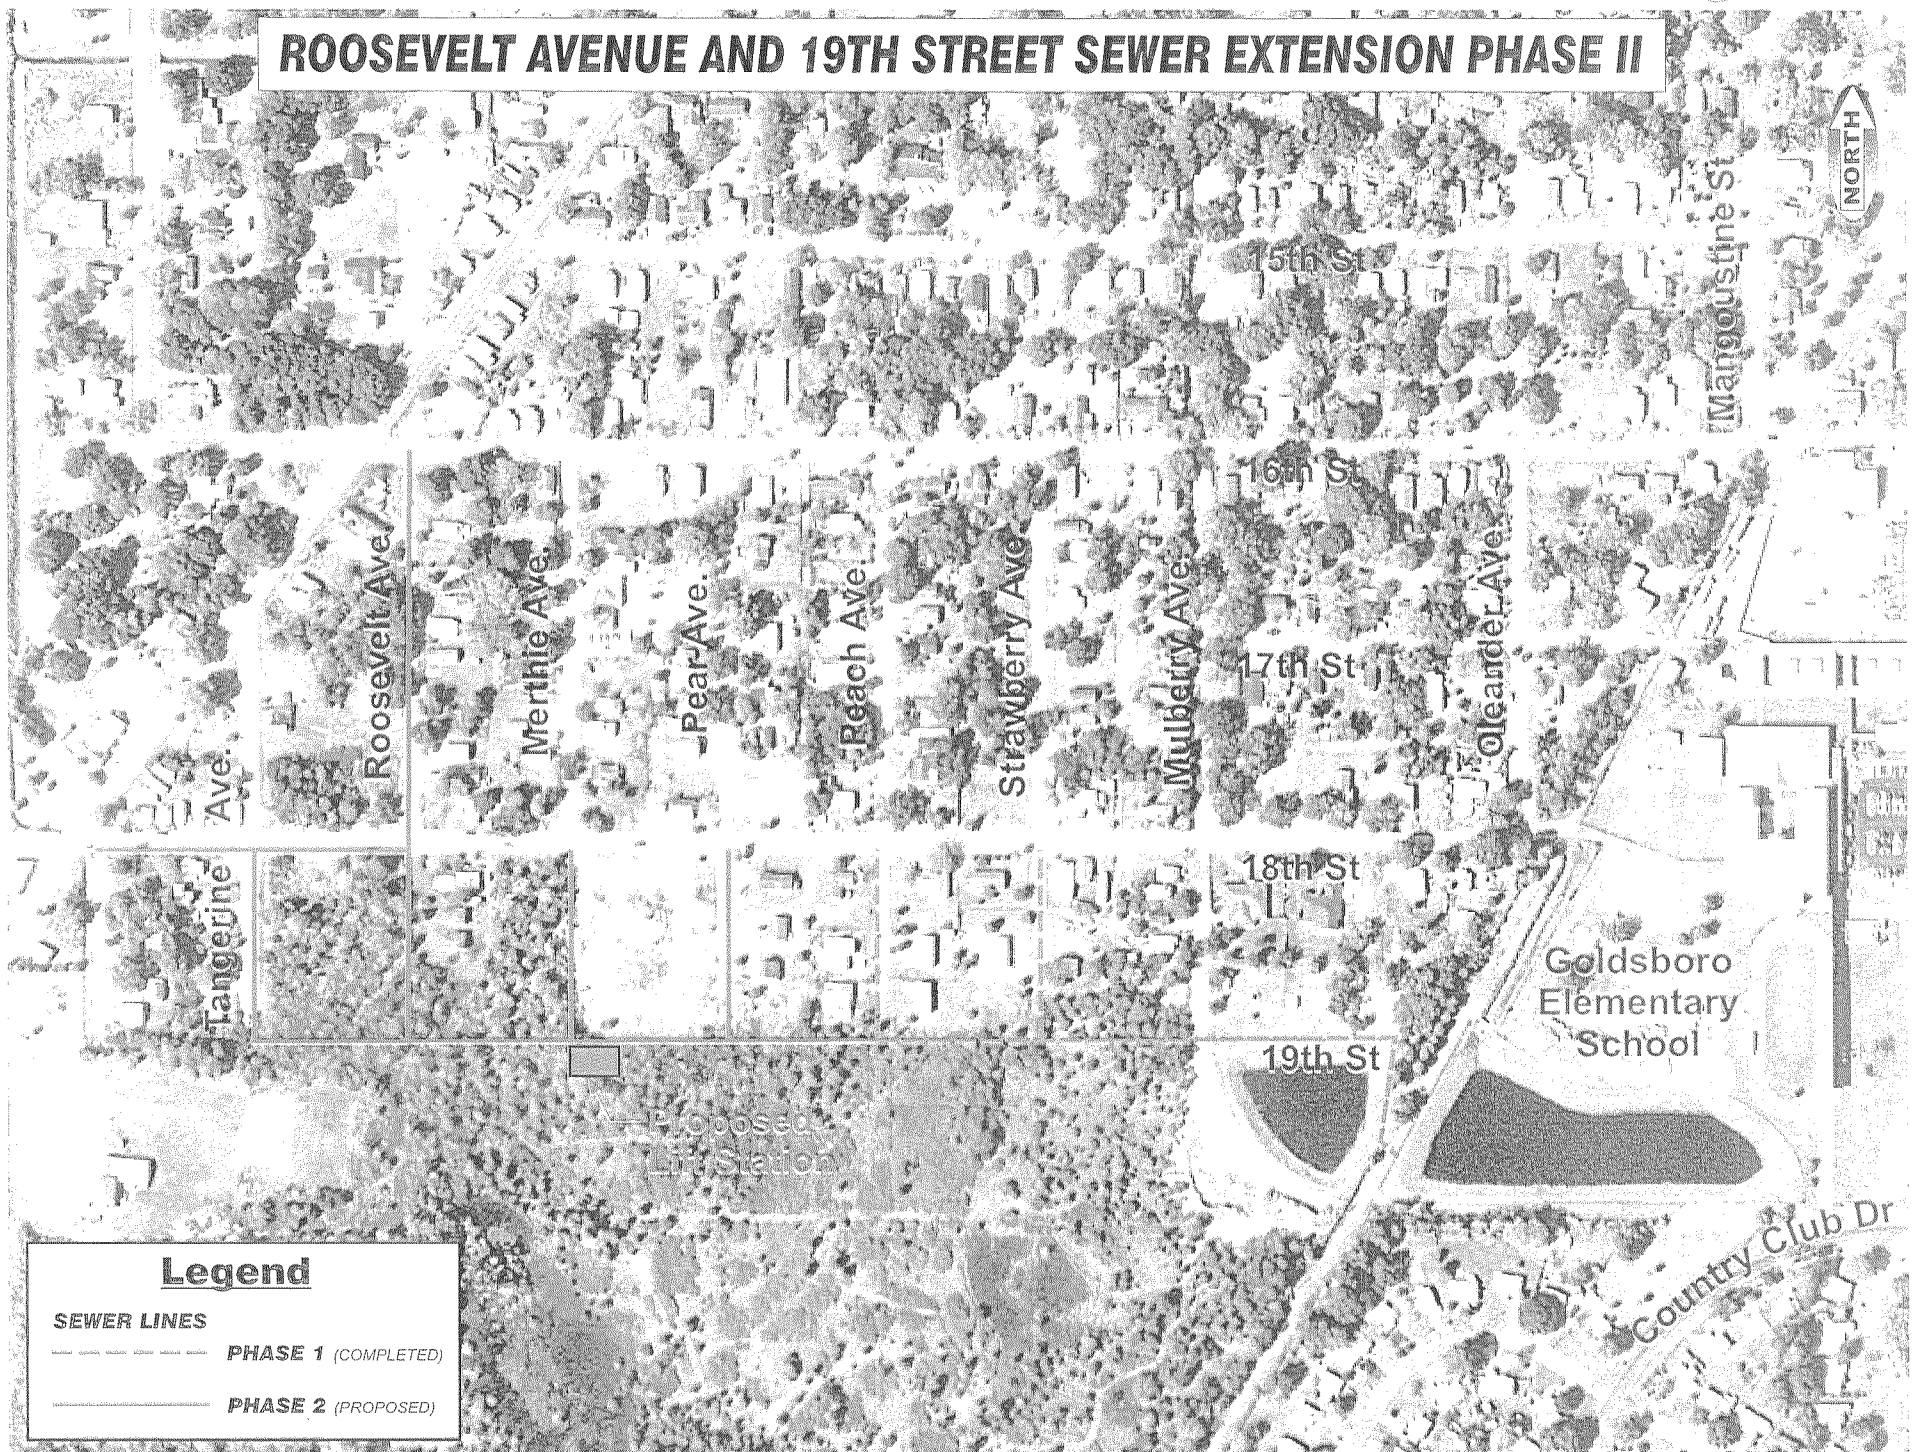 ROOSEVELT AVENUE AND 19TH STREET SEWER EXTENSION PHASE II
NORTH
Mangoustine St
15th St
16th St
Roosevelt Ave.
Merthie Ave.
Pear Ave.
Peach Ave.
Strawberry Ave.
Mulberry Ave.
17th St
Oleander Ave.
Tangerine Ave.
18th St
Goldsboro
Elementary
School
19th St
Proposed
Lift Station
Country Club Dr
Legend
SEWER LINES
PHASE 1 (COMPLETED)
PHASE 2 (PROPOSED)